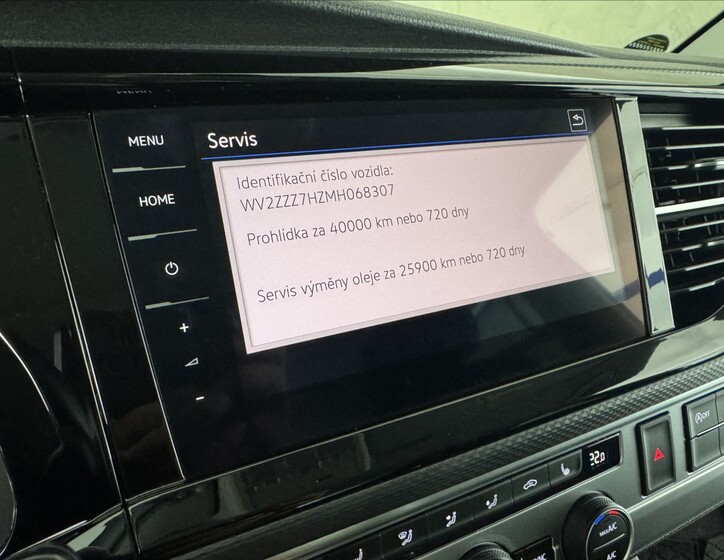 MENU
Servis
Identifikační číslo vozidla:
WV2ZZZ7HZMH068307
HOME
Prohlídka za 40000 km nebo 720 dny
Servis výměny oleje za 25900 km nebo 720 dny
+
-
OFF
22.0
MAX A/C
A/C